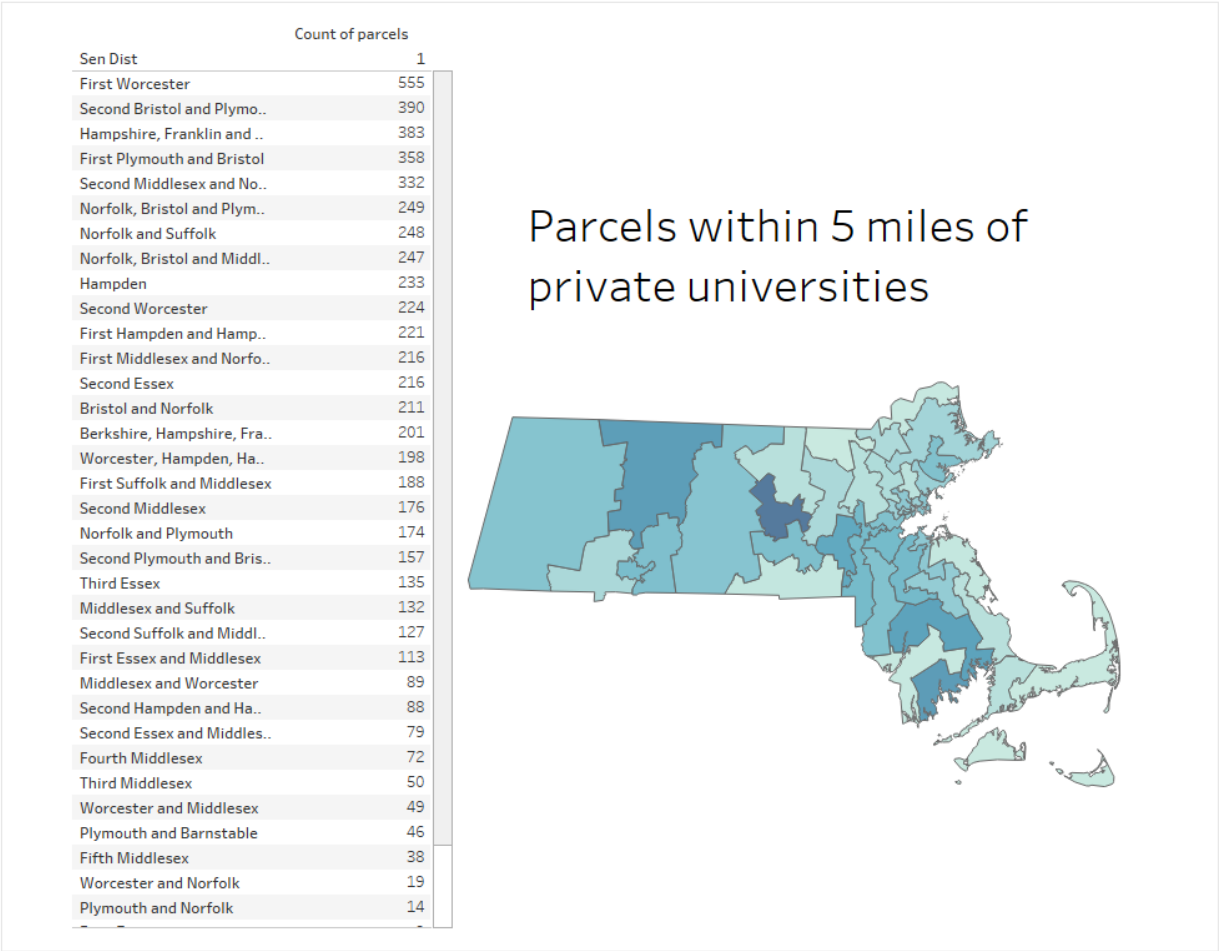 Count of parcels
Sen Dist 1
First Worcester 555
Second Bristol and Plymo.. 390
Hampshire, Franklin and .. 383
First Plymouth and Bristol 358
Second Middlesex and No.. 332
Norfolk, Bristol and Plym.. 249
Norfolk and Suffolk 248
Norfolk, Bristol and Middl.. 247
Hampden 233
Second Worcester 224
First Hampden and Hamp.. 221
First Middlesex and Norfo.. 216
Second Essex 216
Bristol and Norfolk 211
Berkshire, Hampshire, Fra.. 201
Worcester, Hampden, Ha.. 198
First Suffolk and Middlesex 188
Second Middlesex 176
Norfolk and Plymouth 174
Second Plymouth and Bris.. 157
Third Essex 135
Middlesex and Suffolk 132
Second Suffolk and Middl.. 127
First Essex and Middlesex 113
Middlesex and Worcester 89
Second Hampden and Ha.. 88
Second Essex and Middles.. 79
Fourth Middlesex 72
Third Middlesex 50
Worcester and Middlesex 49
Plymouth and Barnstable 46
Fifth Middlesex 38
Worcester and Norfolk 19
Plymouth and Norfolk 14
Parcels within 5 miles of
private universities